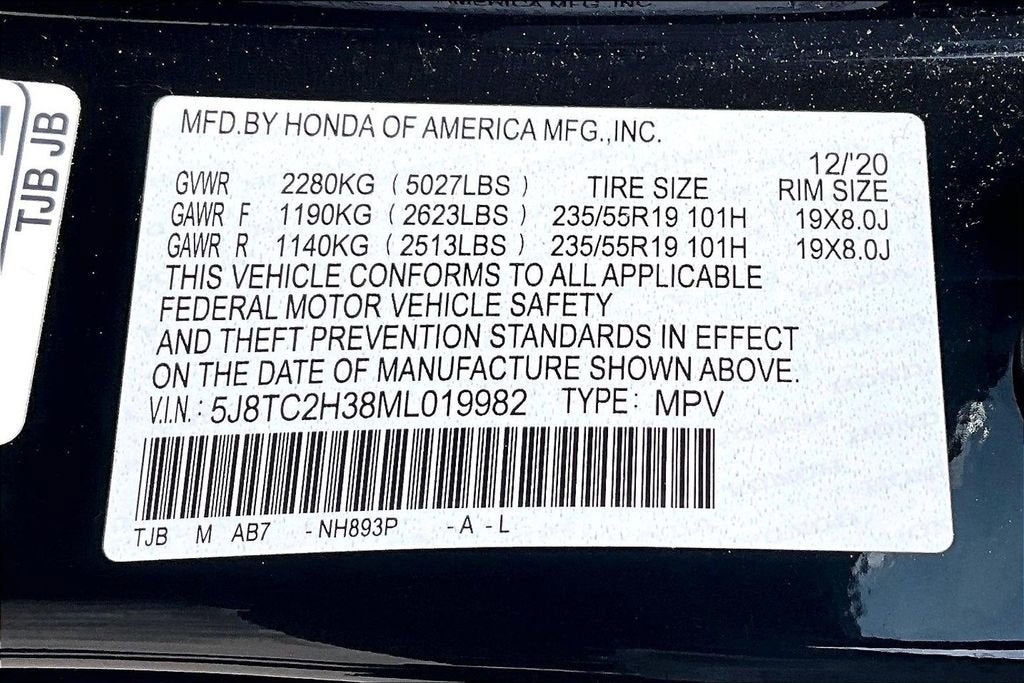 AMERICA MFG., INC.
TJB JB
MFD.BY HONDA OF AMERICA MFG.,INC.
12/'20
GVWR 2280KG (5027LBS) TIRE SIZE RIM SIZE
GAWR F 1190KG (2623LBS) 235/55R19 101H 19X8.0J
GAWR R 1140KG (2513LBS) 235/55R19 101H 19X8.0J
THIS VEHICLE CONFORMS TO ALL APPLICABLE
FEDERAL MOTOR VEHICLE SAFETY
AND THEFT PREVENTION STANDARDS IN EFFECT
ON THE DATE OF MANUFACTURE SHOWN ABOVE.
V.I.N.: 5J8TC2H38ML019982 TYPE: MPV
TJB M AB7 -NH893P -A -L